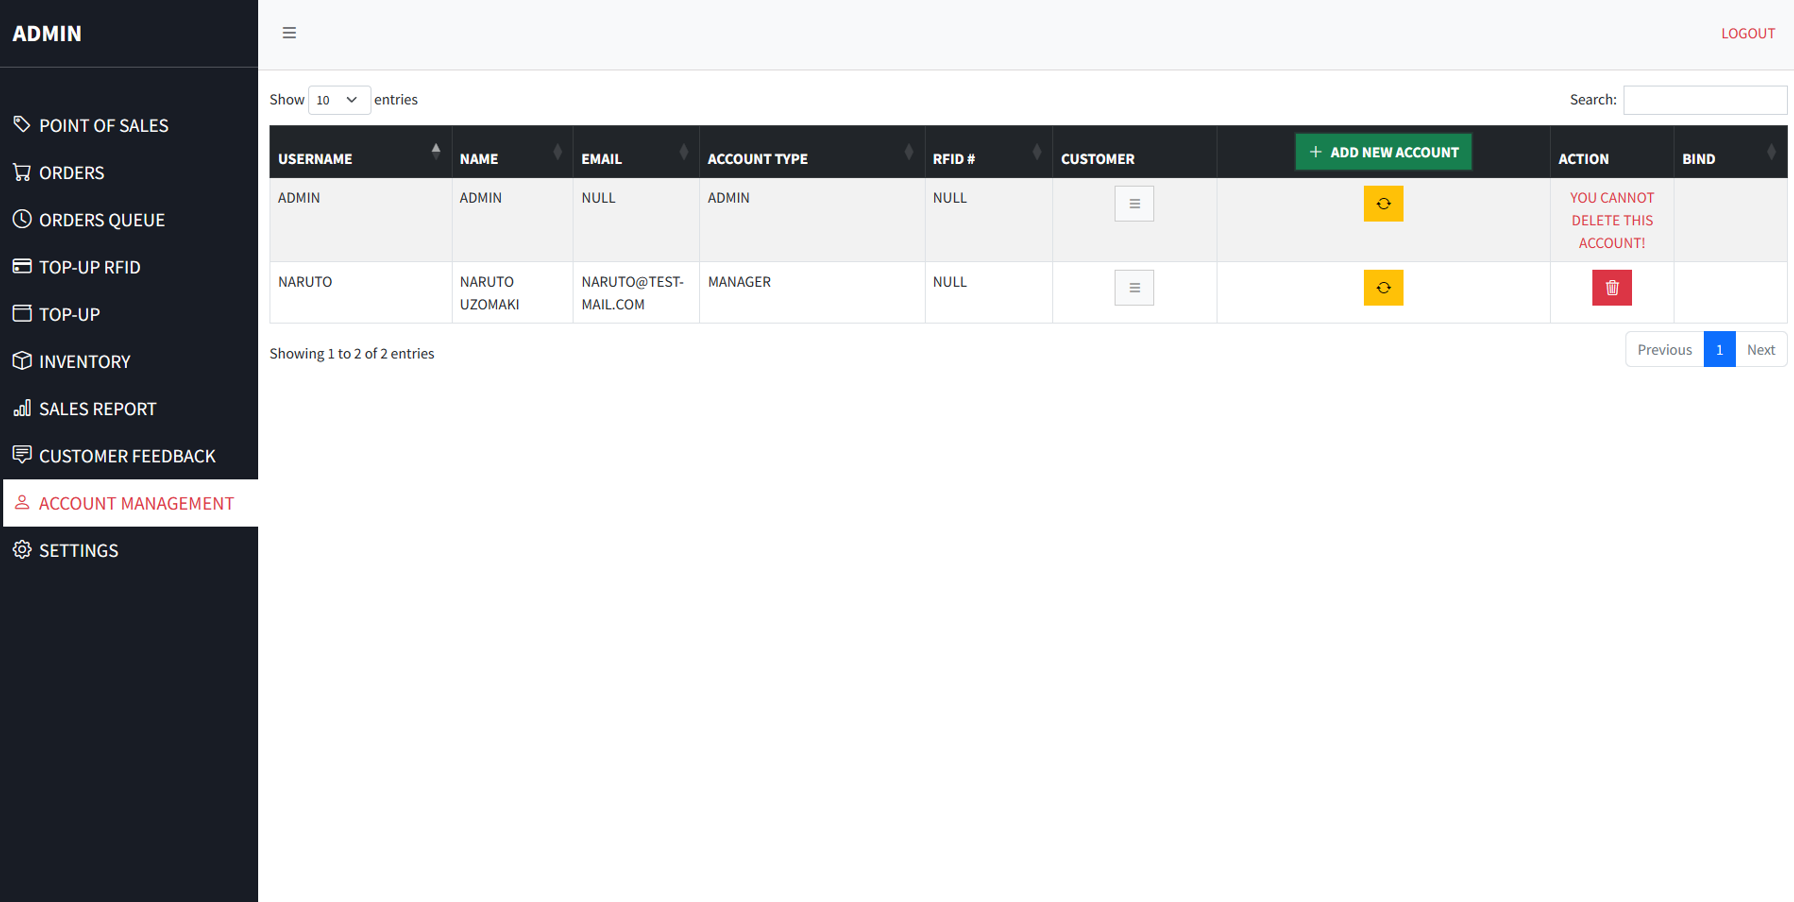 ADMIN
LOGOUT
POINT OF SALES
ORDERS
ORDERS QUEUE
TOP-UP RFID
TOP-UP
INVENTORY
SALES REPORT
CUSTOMER FEEDBACK
ACCOUNT MANAGEMENT
SETTINGS
Show 10 entries
Search:
USERNAME NAME EMAIL ACCOUNT TYPE RFID # CUSTOMER ADD NEW ACCOUNT ACTION BIND
ADMIN ADMIN NULL ADMIN NULL YOU CANNOT
DELETE THIS
ACCOUNT!
NARUTO NARUTO NARUTO@TEST- MANAGER NULL
UZOMAKI MAIL.COM
Showing 1 to 2 of 2 entries
Previous 1 Next